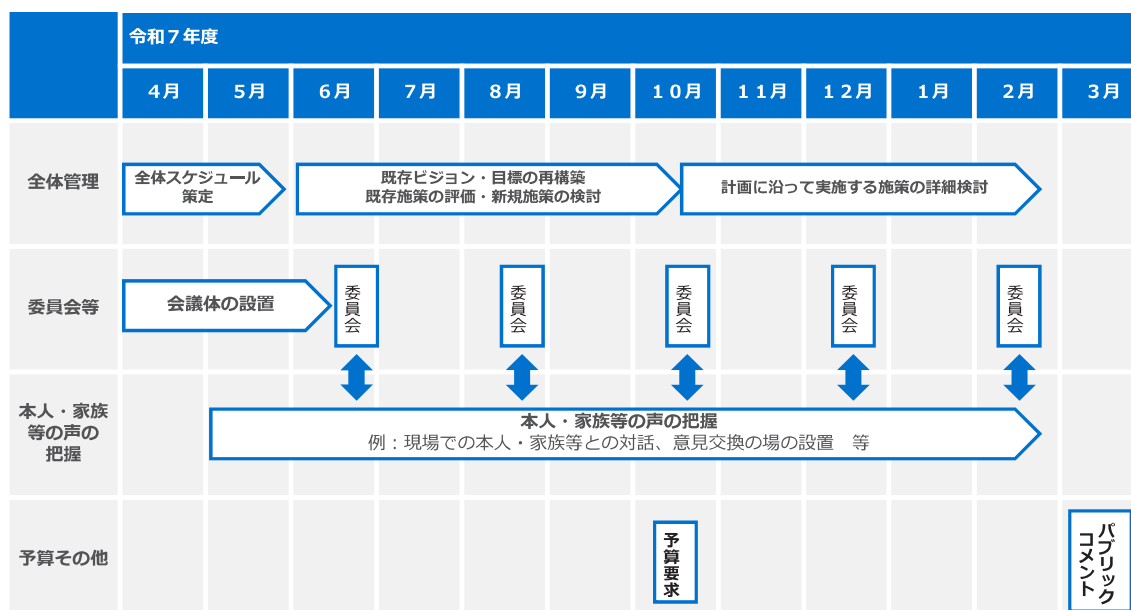 令和７年度
４月
５月
６月
７月
８月
９月
１０月
１１月
１２月
１月
２月
３月
全体管理
全体スケジュール
策定
既存ビジョン・目標の再構築
既存施策の評価・新規施策の検討
計画に沿って実施する施策の詳細検討
委員会等
会議体の設置
委員会
委員会
委員会
委員会
委員会
本人・家族
等の声の
把握
本人・家族等の声の把握
例：現場での本人・家族等との対話、意見交換の場の設置　等
予算その他
予算要求
パブリック
コメント